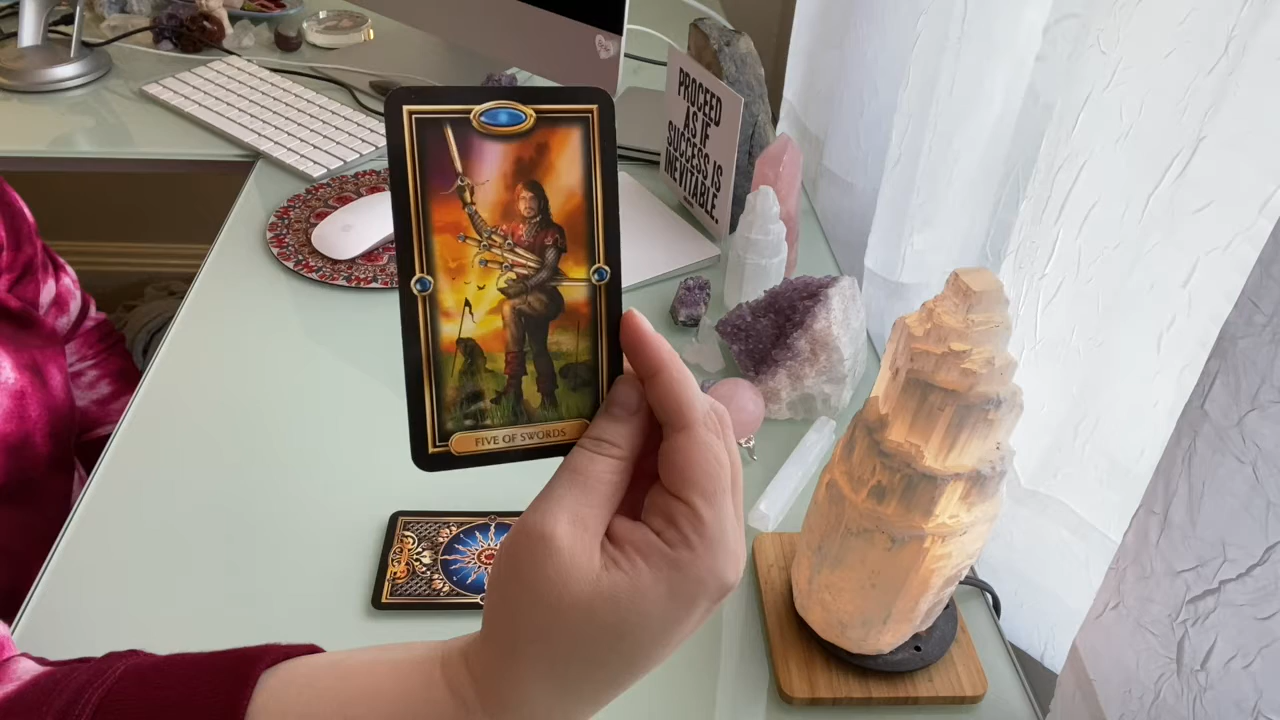 PROCEED
AS IF
SUCCESS IS
INEVITABLE.
FIVE OF SWORDS